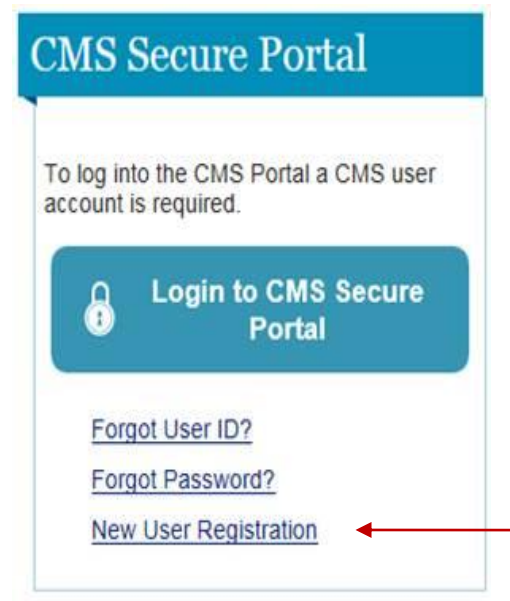 CMS Secure Portal
To log into the CMS Portal a CMS user
account is required.
Login to CMS Secure
Portal
Forgot User ID?
Forgot Password?
New User Registration